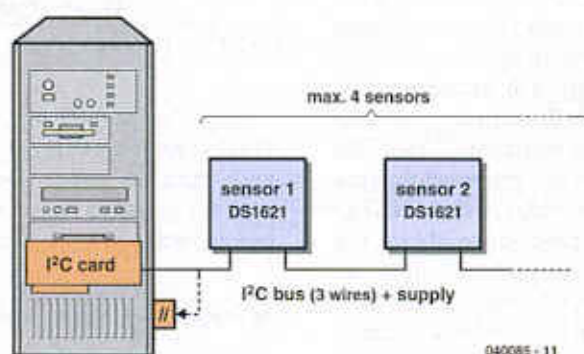 max. 4 sensors
sensor 1
DS1621
sensor 2
DS1621
I²C card
I²C bus (3 wires) + supply
//
040085 - 11